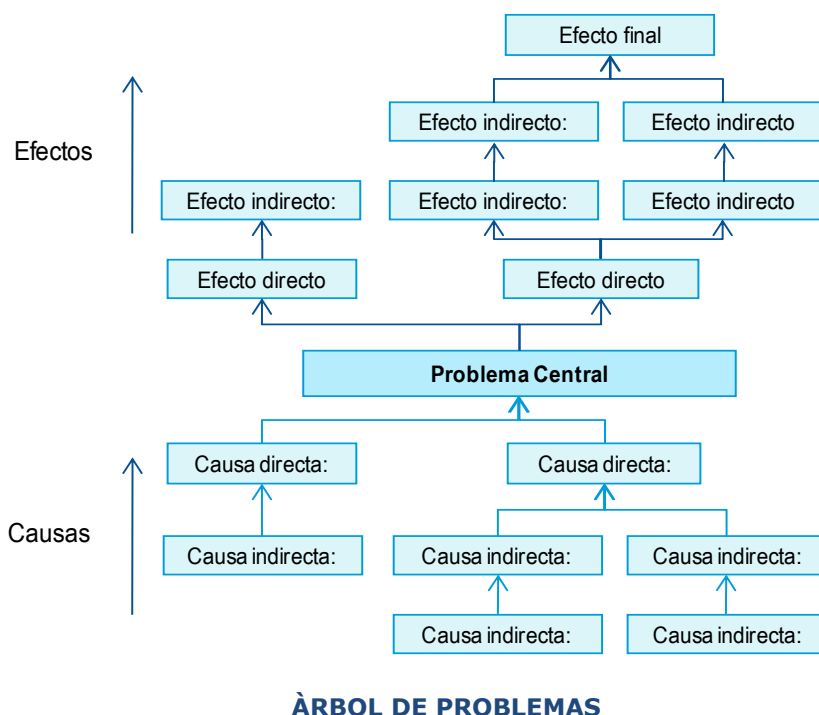 Efecto final
Efecto indirecto:
Efecto indirecto
Efectos
Efecto indirecto:
Efecto indirecto:
Efecto indirecto
Efecto directo
Efecto directo
Problema Central
Causa directa:
Causa directa:
Causas
Causa indirecta:
Causa indirecta:
Causa indirecta:
Causa indirecta:
Causa indirecta:
ÀRBOL DE PROBLEMAS